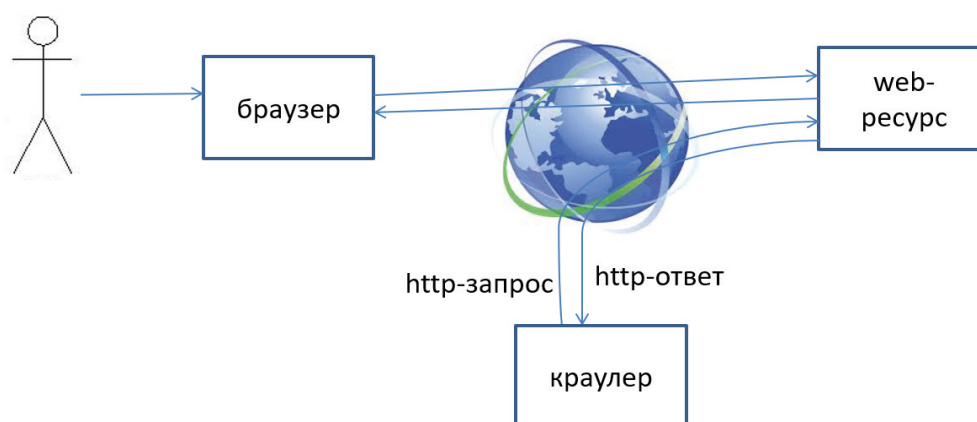 браузер
web-
ресурс
http-запрос
http-ответ
краулер